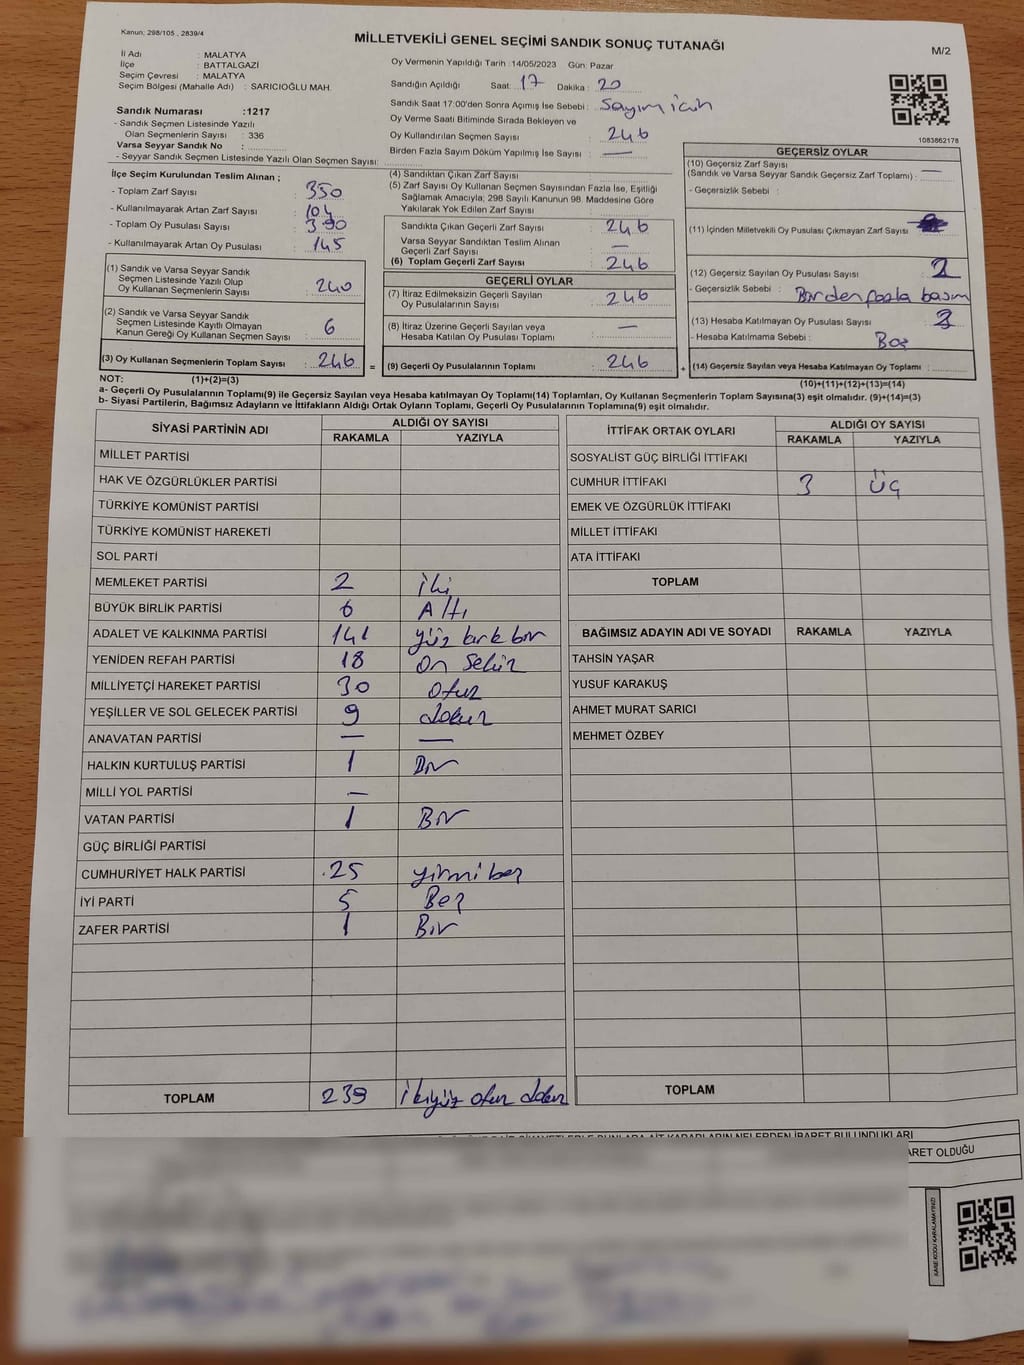 Kanun; 298/105 , 2839/4
MİLLETVEKİLİ GENEL SEÇİMİ SANDIK SONUÇ TUTANAĞI
M/2
İl Adı : MALATYA
İlçe : BATTALGAZİ
Seçim Çevresi : MALATYA
Seçim Bölgesi (Mahalle Adı) : SARICIOĞLU MAH.
Sandık Numarası :1217
- Sandık Seçmen Listesinde Yazılı
Olan Seçmenlerin Sayısı : 336
Varsa Seyyar Sandık No :
- Seyyar Sandık Seçmen Listesinde Yazılı Olan Seçmen Sayısı:
Oy Vermenin Yapıldığı Tarih :14/05/2023 Gün: Pazar
Sandığın Açıldığı Saat: 17 Dakika : 20
Sandık Saat 17:00'den Sonra Açımış İse Sebebi : Sayım için
Oy Verme Saati Bitiminde Sırada Bekleyen ve
Oy Kullandırılan Seçmen Sayısı : 246
Birden Fazla Sayım Döküm Yapılmış İse Sayısı : —
1083862178
İlçe Seçim Kurulundan Teslim Alınan ;
- Toplam Zarf Sayısı : 350
- Kullanılmayarak Artan Zarf Sayısı : 104
- Toplam Oy Pusulası Sayısı : 390
- Kullanılmayarak Artan Oy Pusulası : 145
(1) Sandık ve Varsa Seyyar Sandık
Seçmen Listesinde Yazılı Olup
Oy Kullanan Seçmenlerin Sayısı : 240
(2) Sandık ve Varsa Seyyar Sandık
Seçmen Listesinde Kayıtlı Olmayan
Kanun Gereği Oy Kullanan Seçmen Sayısı : 6
(3) Oy Kullanan Seçmenlerin Toplam Sayısı : 246 =
(4) Sandıktan Çıkan Zarf Sayısı :
(5) Zarf Sayısı Oy Kullanan Seçmen Sayısından Fazla İse, Eşitliği
Sağlamak Amacıyla; 298 Sayılı Kanunun 98. Maddesine Göre
Yakılarak Yok Edilen Zarf Sayısı :
Sandıkta Çıkan Geçerli Zarf Sayısı : 246
Varsa Seyyar Sandıktan Teslim Alınan
Geçerli Zarf Sayısı : —
(6) Toplam Geçerli Zarf Sayısı : 246
GEÇERLİ OYLAR
(7) İtiraz Edilmeksizin Geçerli Sayılan
Oy Pusulalarının Sayısı : 246
(8) İtiraz Üzerine Geçerli Sayılan veya
Hesaba Katılan Oy Pusulası Toplamı : —
(9) Geçerli Oy Pusulalarının Toplamı : 246 +
GEÇERSİZ OYLAR
(10) Geçersiz Zarf Sayısı
(Sandık ve Varsa Seyyar Sandık Geçersiz Zarf Toplamı) : —
- Geçersizlik Sebebi :
(11) İçinden Milletvekili Oy Pusulası Çıkmayan Zarf Sayısı :
(12) Geçersiz Sayılan Oy Pusulası Sayısı :
- Geçersizlik Sebebi : Birden fazla basım
(13) Hesaba Katılmayan Oy Pusulası Sayısı :
- Hesaba Katılmama Sebebi : Boş
(14) Geçersiz Sayılan veya Hesaba Katılmayan Oy Toplamı :
NOT: (1)+(2)=(3)
(10)+(11)+(12)+(13)=(14)
a- Geçerli Oy Pusulalarının Toplamı(9) ile Geçersiz Sayılan veya Hesaba katılmayan Oy Toplamı(14) Toplamları, Oy Kullanan Seçmenlerin Toplam Sayısına(3) eşit olmalıdır. (9)+(14)=(3)
b- Siyasi Partilerin, Bağımsız Adayların ve İttifakların Aldığı Ortak Oyların Toplamı, Geçerli Oy Pusulalarının Toplamına(9) eşit olmalıdır.
SİYASİ PARTİNİN ADI
ALDIĞI OY SAYISI
RAKAMLA YAZIYLA
MİLLET PARTİSİ
HAK VE ÖZGÜRLÜKLER PARTİSİ
TÜRKİYE KOMÜNİST PARTİSİ
TÜRKİYE KOMÜNİST HAREKETİ
SOL PARTİ
MEMLEKET PARTİSİ 2 iki
BÜYÜK BİRLİK PARTİSİ 6 Altı
ADALET VE KALKINMA PARTİSİ 141 yüz kırk bir
YENİDEN REFAH PARTİSİ 18 On Sekiz
MİLLİYETÇİ HAREKET PARTİSİ 30 Otuz
YEŞİLLER VE SOL GELECEK PARTİSİ 9 dokuz
ANAVATAN PARTİSİ — —
HALKIN KURTULUŞ PARTİSİ 1 Bir
MİLLİ YOL PARTİSİ —
VATAN PARTİSİ 1 Bir
GÜÇ BİRLİĞİ PARTİSİ
CUMHURİYET HALK PARTİSİ 25 yirmi beş
İYİ PARTİ 5 Beş
ZAFER PARTİSİ 1 Bir
TOPLAM 239 ikiyüz otuz dokuz
İTTİFAK ORTAK OYLARI
ALDIĞI OY SAYISI
RAKAMLA YAZIYLA
SOSYALİST GÜÇ BİRLİĞİ İTTİFAKI
CUMHUR İTTİFAKI 3 üç
EMEK VE ÖZGÜRLÜK İTTİFAKI
MİLLET İTTİFAKI
ATA İTTİFAKI
TOPLAM
BAĞIMSIZ ADAYIN ADI VE SOYADI RAKAMLA YAZIYLA
TAHSİN YAŞAR
YUSUF KARAKUŞ
AHMET MURAT SARICI
MEHMET ÖZBEY
TOPLAM
ARET OLDUĞU